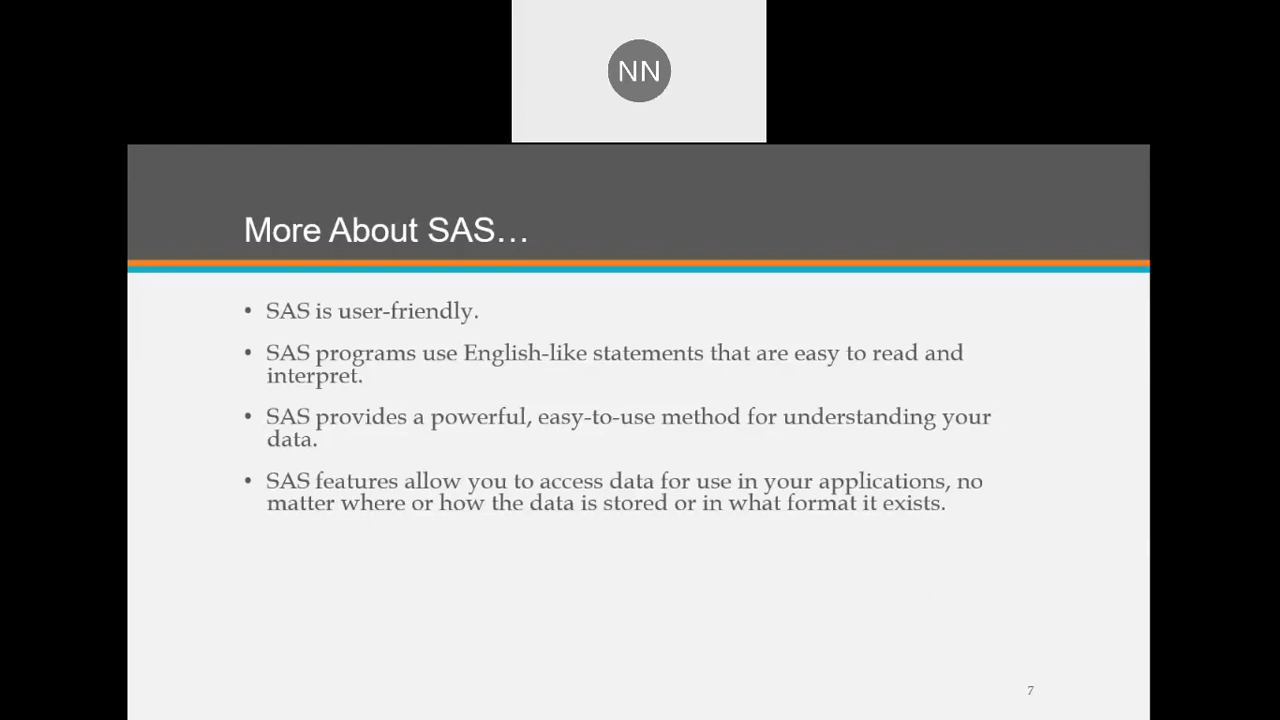 NN
More About SAS…
• SAS is user-friendly.
• SAS programs use English-like statements that are easy to read and
interpret.
• SAS provides a powerful, easy-to-use method for understanding your
data.
• SAS features allow you to access data for use in your applications, no
matter where or how the data is stored or in what format it exists.
7